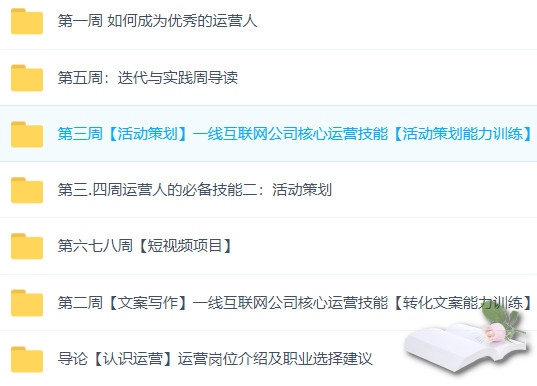 第一周 如何成为优秀的运营人
第五周：迭代与实践周导读
第三周【活动策划】一线互联网公司核心运营技能【活动策划能力训练】
第三.四周运营人的必备技能二：活动策划
第六七八周【短视频项目】
第二周【文案写作】一线互联网公司核心运营技能【转化文案能力训练】
导论【认识运营】运营岗位介绍及职业选择建议